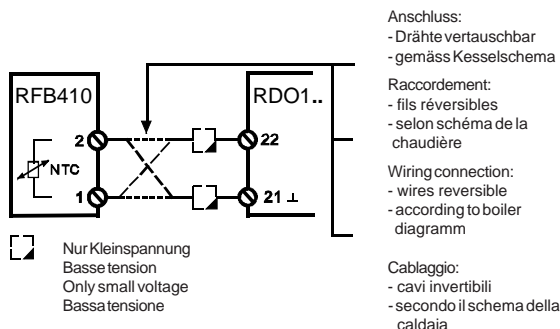 Anschluss:
- Drähte vertauschbar
- gemäss Kesselschema
Raccordement:
- fils réversibles
- selon schéma de la
chaudière
Wiring connection:
- wires reversible
- according to boiler
diagramm
Cablaggio:
- cavi invertibili
- secondo il schema della
caldaia
RFB410
RDO1..
2
22
NTC
1
21 ⊥
Nur Kleinspannung
Basse tension
Only small voltage
Bassa tensione